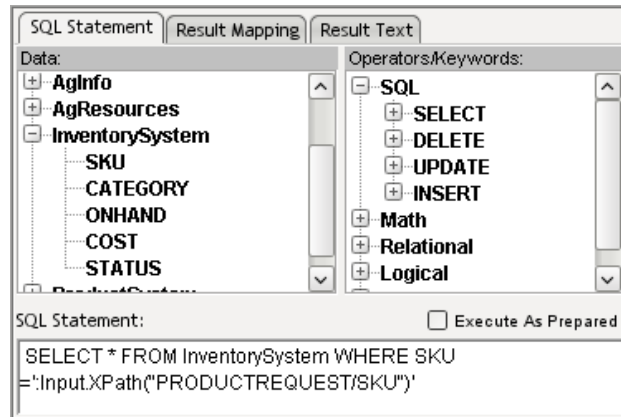 SQL Statement Result Mapping Result Text
Data: Operators/Keywords:
AgInfo
AgResources
InventorySystem
SKU
CATEGORY
ONHAND
COST
STATUS
ProductSystem
SQL
SELECT
DELETE
UPDATE
INSERT
Math
Relational
Logical
SQL Statement: Execute As Prepared
SELECT * FROM InventorySystem WHERE SKU
=':Input.XPath("PRODUCTREQUEST/SKU")'